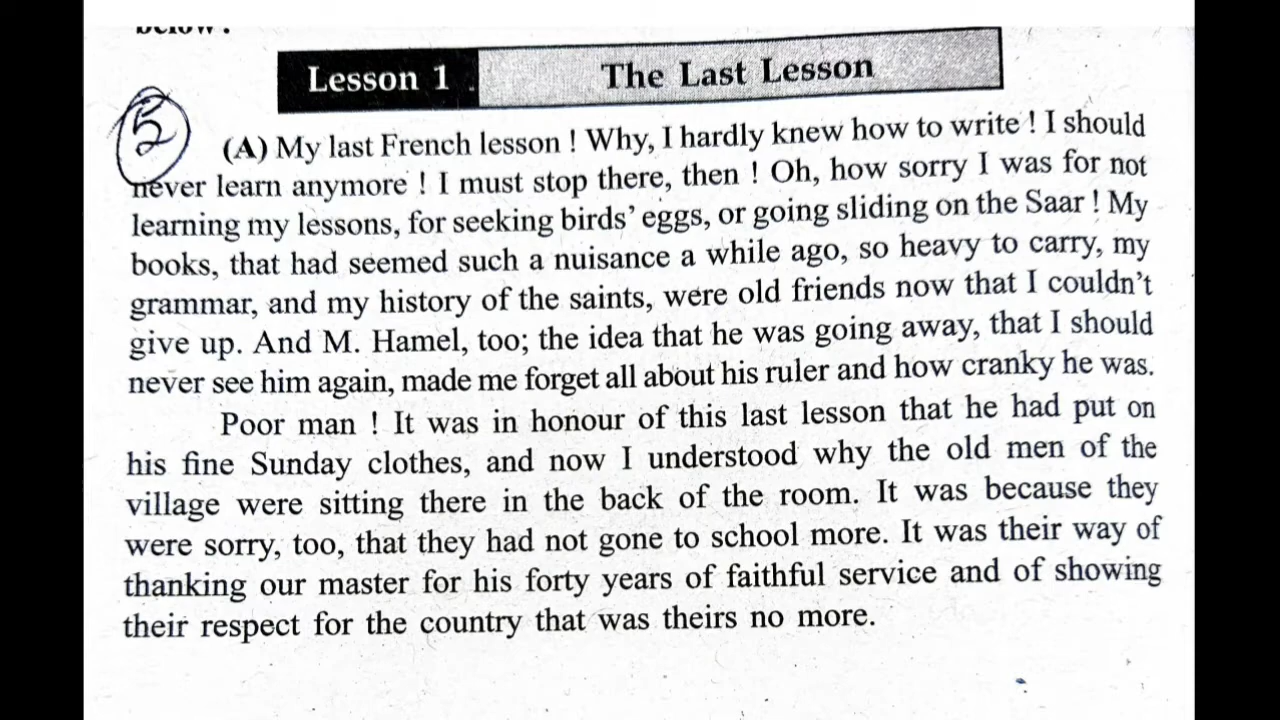 below :
Lesson 1 The Last Lesson
5
(A) My last French lesson ! Why, I hardly knew how to write ! I should
never learn anymore ! I must stop there, then ! Oh, how sorry I was for not
learning my lessons, for seeking birds' eggs, or going sliding on the Saar ! My
books, that had seemed such a nuisance a while ago, so heavy to carry, my
grammar, and my history of the saints, were old friends now that I couldn't
give up. And M. Hamel, too; the idea that he was going away, that I should
never see him again, made me forget all about his ruler and how cranky he was.
Poor man ! It was in honour of this last lesson that he had put on
his fine Sunday clothes, and now I understood why the old men of the
village were sitting there in the back of the room. It was because they
were sorry, too, that they had not gone to school more. It was their way of
thanking our master for his forty years of faithful service and of showing
their respect for the country that was theirs no more.